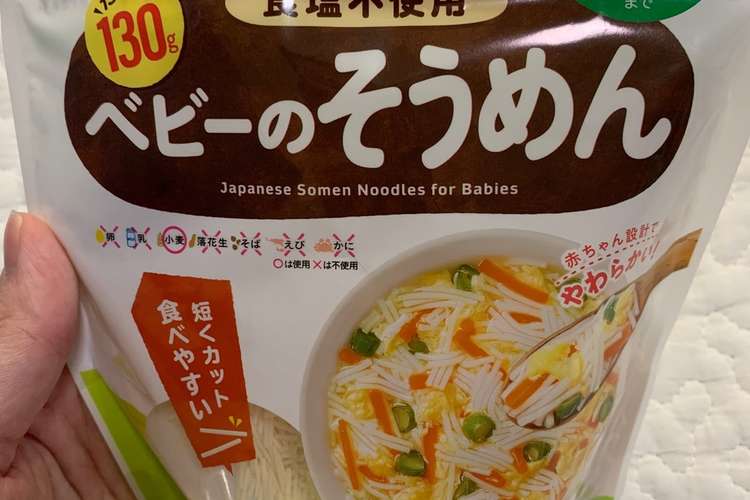 食塩不使用
まで
130g
ベビーのそうめん
Japanese Somen Noodles for Babies
卵 乳 小麦 落花生 そば えび かに
○は使用 ×は不使用
赤ちゃん設計で
やわらかい!
短くカット
食べやすい